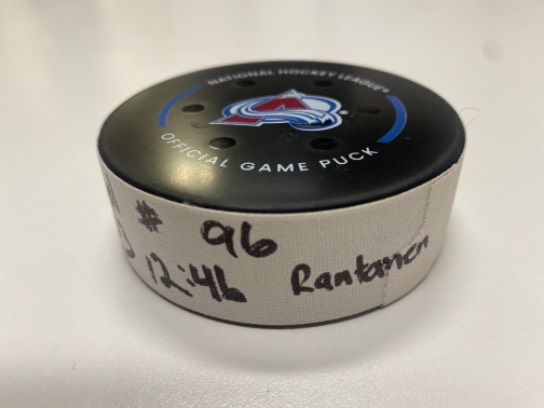 NATIONAL HOCKEY LEAGUE®
OFFICIAL GAME PUCK
# 96
12:46 Rantanen